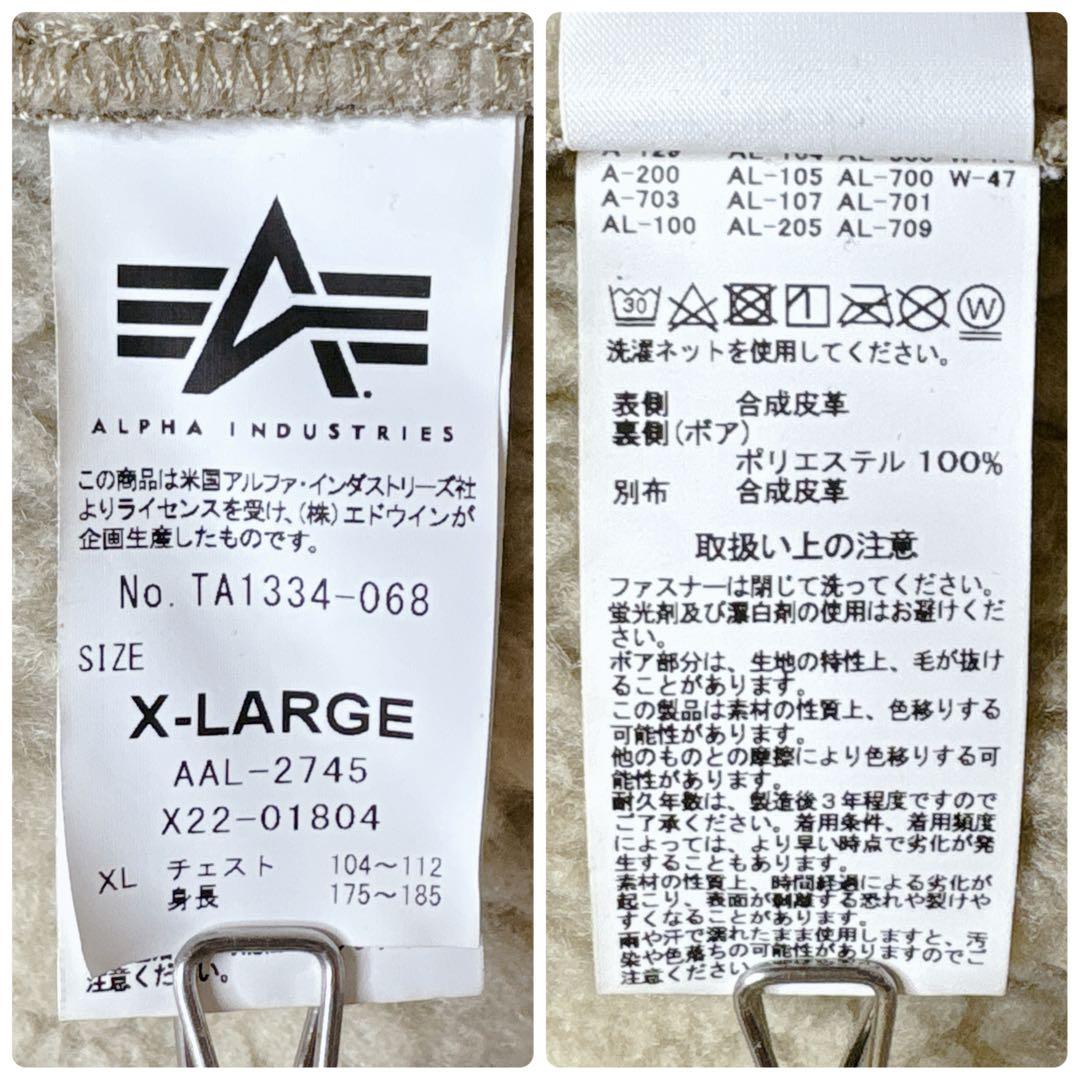 ALPHA INDUSTRIES
この商品は米国アルファ・インダストリーズ社
よりライセンスを受け、(株)エドウインが
企画生産したものです。
No. TA1334-068
SIZE
X-LARGE
AAL-2745
X22-01804
XL チェスト 104～112
身長 175～185
注意ください。
A-200 AL-105 AL-700 W-47
A-703 AL-107 AL-701
AL-100 AL-205 AL-709
30 W
洗濯ネットを使用してください。
表側 合成皮革
裏側(ボア)
ポリエステル 100%
別布 合成皮革
取扱い上の注意
ファスナーは閉じて洗ってください。
蛍光剤及び漂白剤の使用はお避けくだ
さい。
ボア部分は、生地の特性上、毛が抜け
ることがあります。
この製品は素材の性質上、色移りする
可能性があります。
他のものとの摩擦により色移りする可
能性があります。
耐久年数は、製造後3年程度ですので
ご了承ください。着用条件、着用頻度
によっては、より早い時点で劣化が発
生することもあります。
素材の性質上、時間経過による劣化が
起こり、表面が剥離する恐れや裂けや
すくなることがあります。
雨や汗で濡れたまま使用しますと、汚
染や色落ちの可能性がありますのでご
注意ください